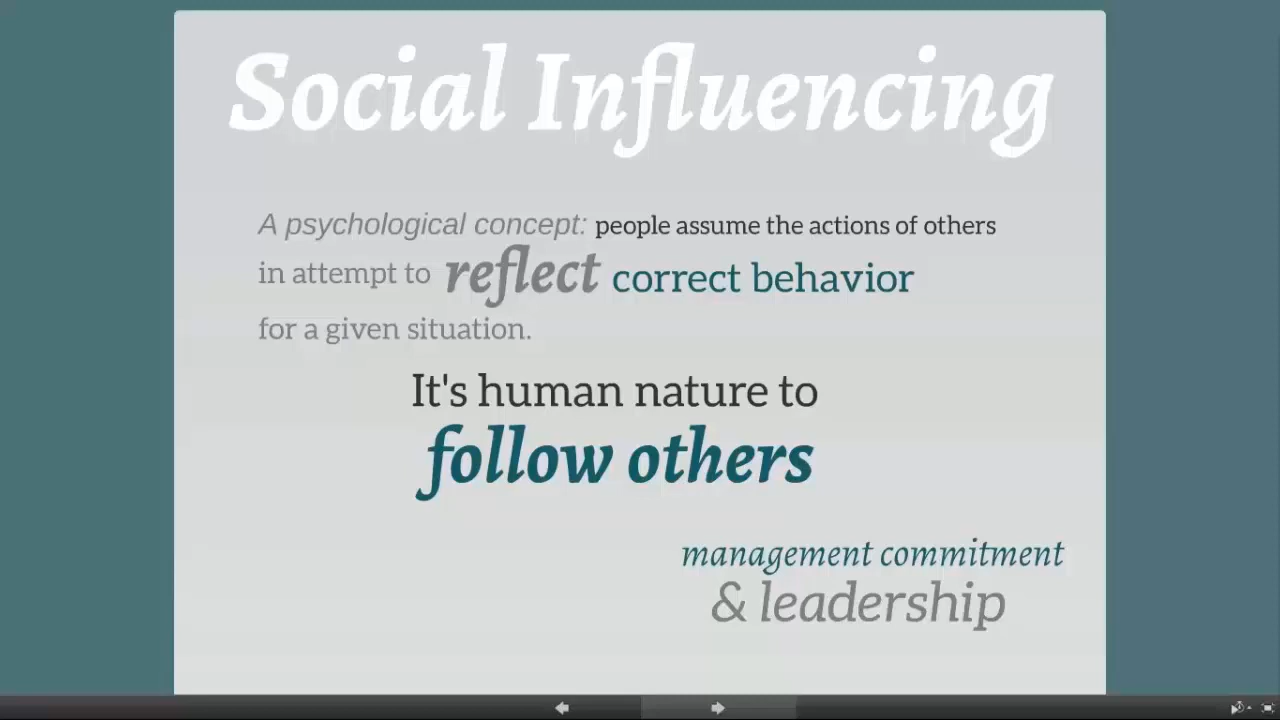 Social Influencing
A psychological concept: people assume the actions of others
in attempt to reflect correct behavior
for a given situation.
It's human nature to
follow others
management commitment
& leadership